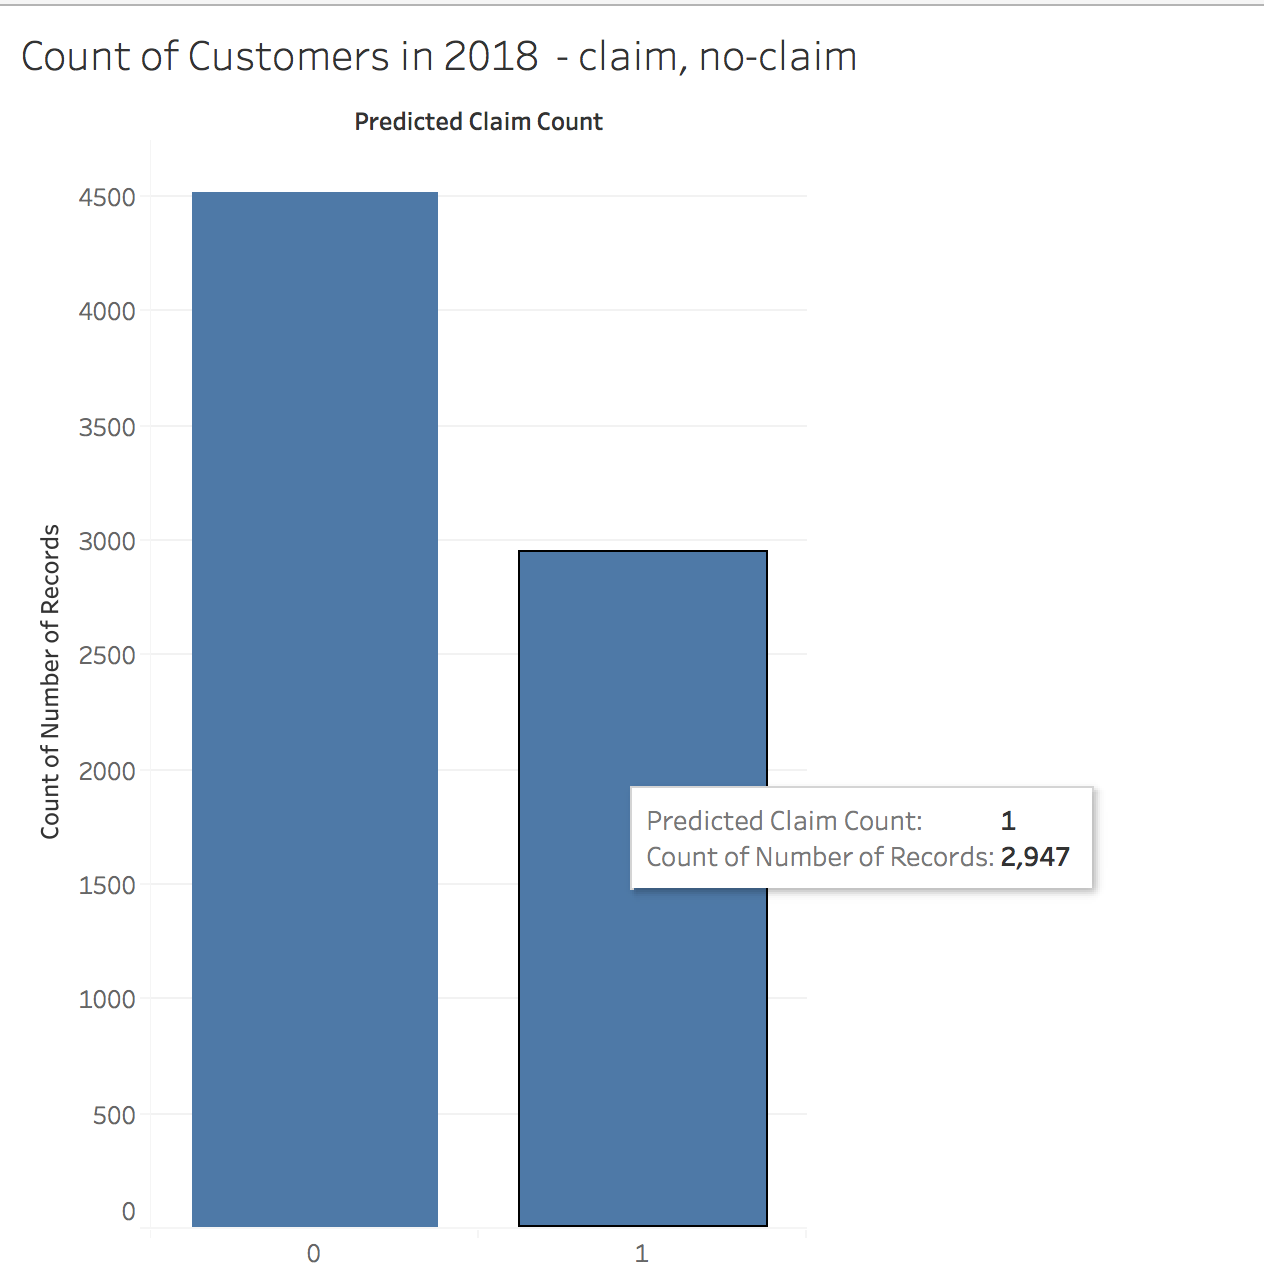 Count of Customers in 2018 - claim, no-claim
Predicted Claim Count
4500
4000
3500
3000
2500
2000
1500
1000
500
0
Count of Number of Records
Predicted Claim Count: 1
Count of Number of Records: 2,947
0 1